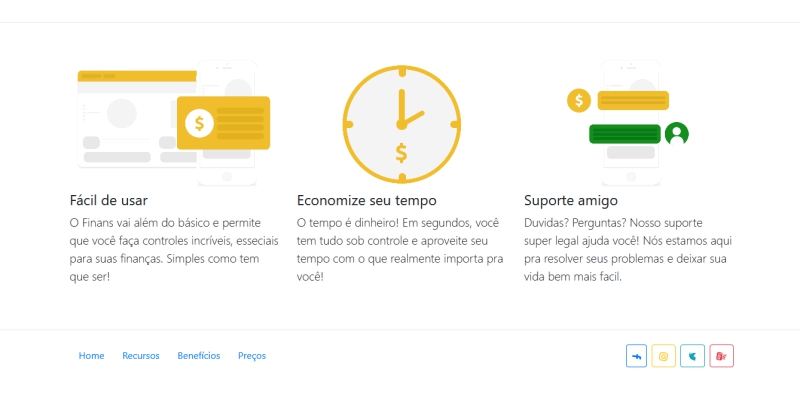 $
$
$
Fácil de usar
O Finans vai além do básico e permite
que você faça controles incríveis, esseciais
para suas finanças. Simples como tem
que ser!
Economize seu tempo
O tempo é dinheiro! Em segundos, você
tem tudo sob controle e aproveite seu
tempo com o que realmente importa pra
você!
Suporte amigo
Duvidas? Perguntas? Nosso suporte
super legal ajuda você! Nós estamos aqui
pra resolver seus problemas e deixar sua
vida bem mais facil.
Home Recursos Benefícios Preços